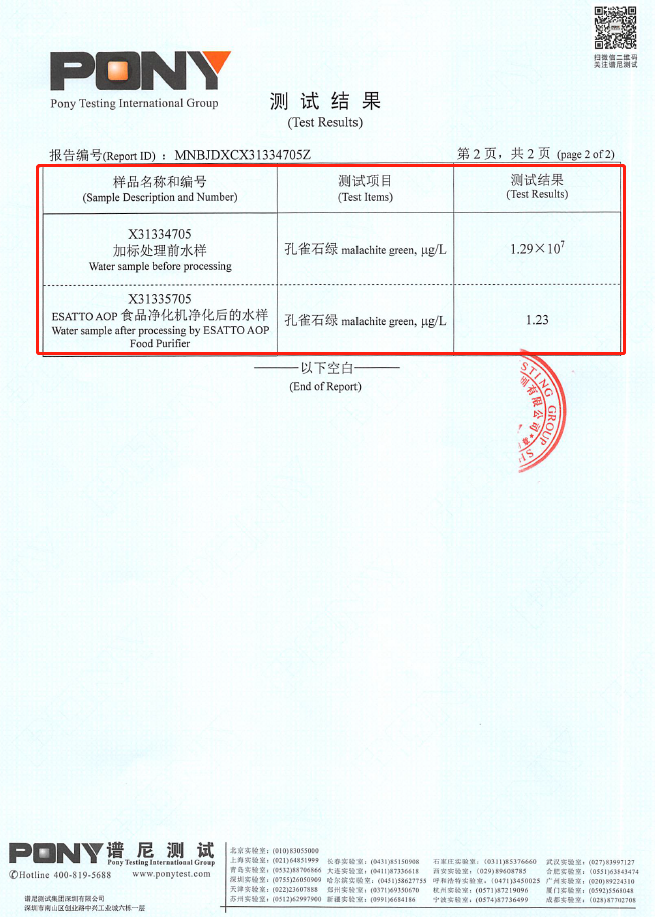 扫微信二维码
关注谱尼测试
PONY
Pony Testing International Group
测 试 结 果
(Test Results)
报告编号(Report ID) : MNBJDXCX31334705Z
第 2 页，共 2 页 (page 2 of 2)
样品名称和编号
(Sample Description and Number)
测试项目
(Test Items)
测试结果
(Test Results)
X31334705
加标处理前水样
Water sample before processing
孔雀石绿 malachite green, μg/L
1.29×10⁷
X31335705
ESATTO AOP 食品净化机净化后的水样
Water sample after processing by ESATTO AOP
Food Purifier
孔雀石绿 malachite green, μg/L
1.23
以下空白
(End of Report)
STING GROUP
有限公司
PONY 谱尼测试
Pony Testing International Group
Hotline 400-819-5688 www.ponytest.com
谱尼测试集团深圳有限公司
深圳市南山区创业路中兴工业城六栋一层
北京实验室：(010)83055000
上海实验室：(021)64851999 长春实验室：(0431)85150908 石家庄实验室：(0311)85376660 武汉实验室：(027)83997127
青岛实验室：(0532)88706866 大连实验室：(0411)87336618 西安实验室：(029)89608785 合肥实验室：(0551)63843474
深圳实验室：(0755)26050909 哈尔滨实验室：(0451)58627755 呼和浩特实验室：(0471)3450025 广州实验室：(020)89224310
天津实验室：(022)23607888 郑州实验室：(0371)69350670 杭州实验室：(0571)87219096 厦门实验室：(0592)5568048
苏州实验室：(0512)62997900 新疆实验室：(0991)6684186 宁波实验室：(0574)87736499 成都实验室：(028)87702708